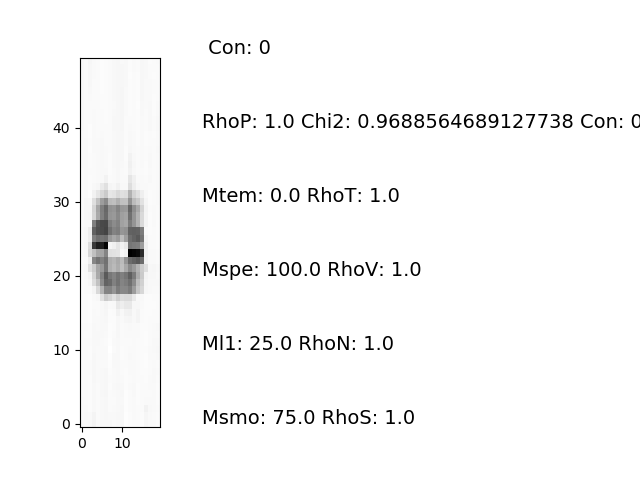 Con: 0
RhoP: 1.0 Chi2: 0.9688564689127738 Con: 0
Mtem: 0.0 RhoT: 1.0
Mspe: 100.0 RhoV: 1.0
Ml1: 25.0 RhoN: 1.0
Msmo: 75.0 RhoS: 1.0
40
30
20
10
0
0 10